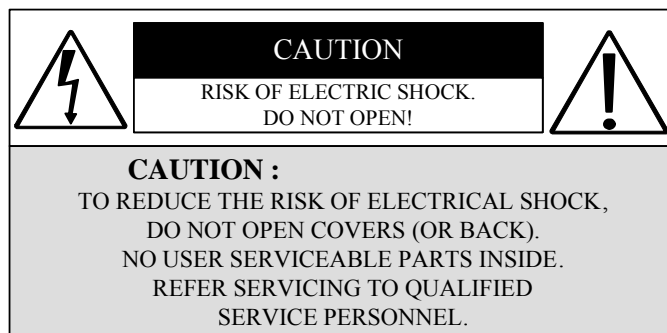 CAUTION
RISK OF ELECTRIC SHOCK.
DO NOT OPEN!
CAUTION :
TO REDUCE THE RISK OF ELECTRICAL SHOCK,
DO NOT OPEN COVERS (OR BACK).
NO USER SERVICEABLE PARTS INSIDE.
REFER SERVICING TO QUALIFIED
SERVICE PERSONNEL.